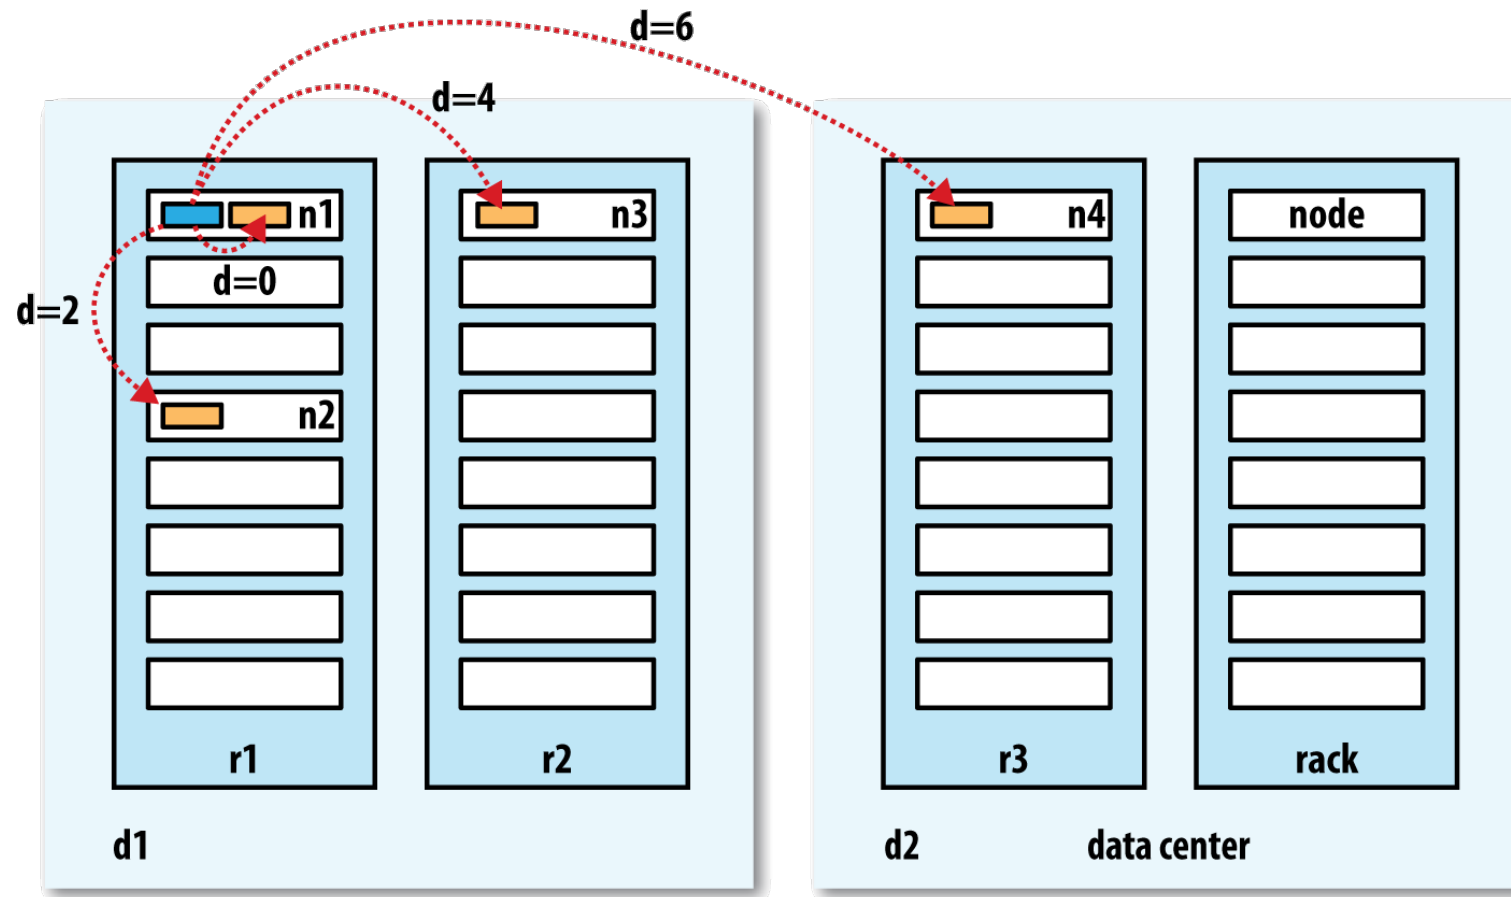 d=6
d=4
n1
n3
n4
node
d=0
d=2
n2
r1
r2
r3
rack
d1
d2
data center